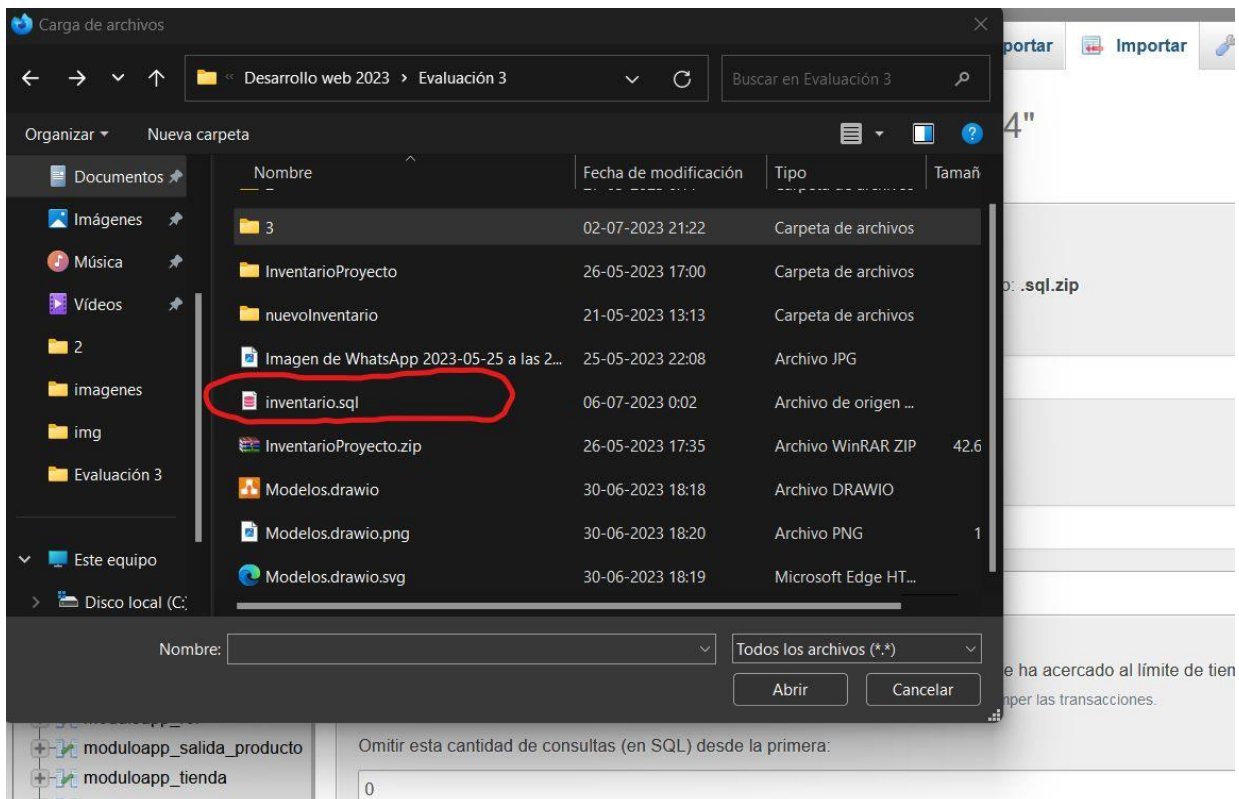 Carga de archivos
portar Importar
Desarrollo web 2023 Evaluación 3
Buscar en Evaluación 3
4"
Organizar Nueva carpeta
Documentos
Imágenes
Música
Vídeos
2
imagenes
img
Evaluación 3
Este equipo
Disco local (C:
Nombre Fecha de modificación Tipo Tamañ
3 02-07-2023 21:22 Carpeta de archivos
InventarioProyecto 26-05-2023 17:00 Carpeta de archivos
nuevoInventario 21-05-2023 13:13 Carpeta de archivos
Imagen de WhatsApp 2023-05-25 a las 2... 25-05-2023 22:08 Archivo JPG
inventario.sql 06-07-2023 0:02 Archivo de origen ...
InventarioProyecto.zip 26-05-2023 17:35 Archivo WinRAR ZIP 42.6
Modelos.drawio 30-06-2023 18:18 Archivo DRAWIO
Modelos.drawio.png 30-06-2023 18:20 Archivo PNG 1
Modelos.drawio.svg 30-06-2023 18:19 Microsoft Edge HT...
o: .sql.zip
Nombre: Todos los archivos (*.*)
Abrir Cancelar
e ha acercado al límite de tien
mper las transacciones.
moduloapp_salida_producto
moduloapp_tienda
Omitir esta cantidad de consultas (en SQL) desde la primera:
0